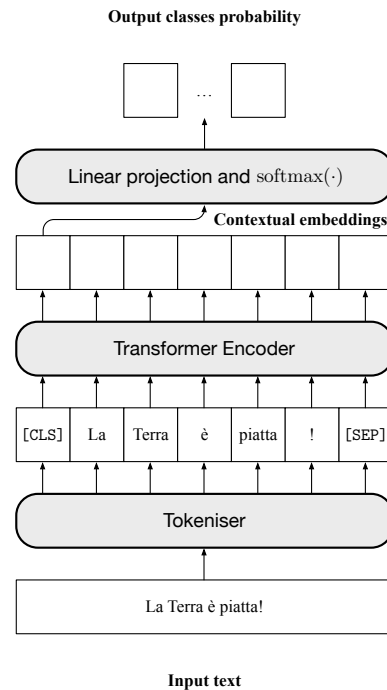 Output classes probability
...
Linear projection and softmax(·)
Contextual embeddings
Transformer Encoder
[CLS] La Terra è piatta ! [SEP]
Tokeniser
La Terra è piatta!
Input text